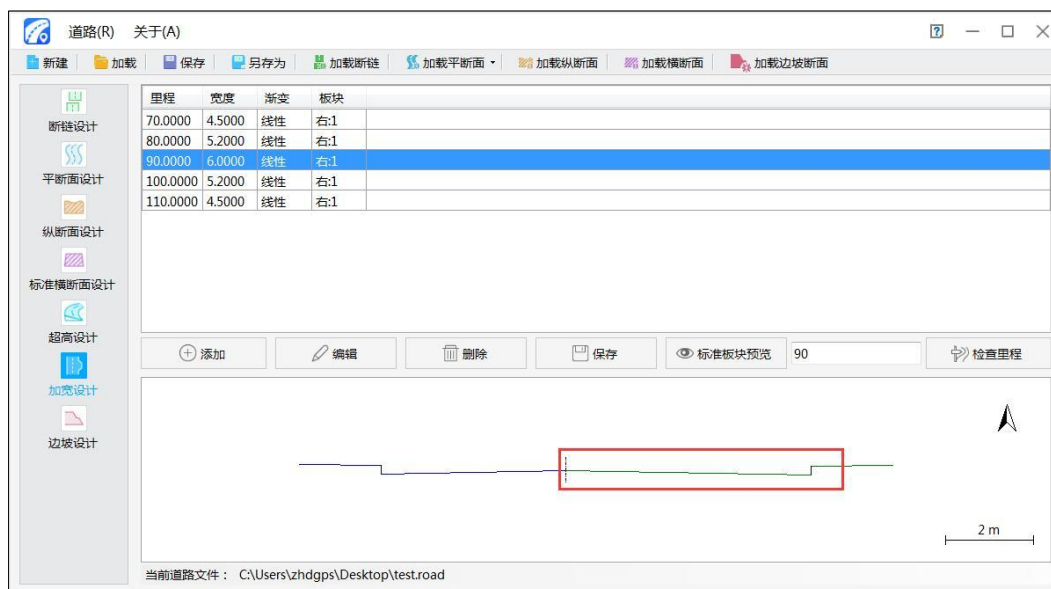 道路(R) 关于(A)
新建 加载 保存 另存为 加载断链 加载平断面 加载纵断面 加载横断面 加载边坡断面
断链设计
平断面设计
纵断面设计
标准横断面设计
超高设计
加宽设计
边坡设计
里程 宽度 渐变 板块
70.0000 4.5000 线性 右:1
80.0000 5.2000 线性 右:1
90.0000 6.0000 线性 右:1
100.0000 5.2000 线性 右:1
110.0000 4.5000 线性 右:1
添加 编辑 删除 保存 标准板块预览 90 检查里程
2 m
当前道路文件： C:\Users\zhdgps\Desktop\test.road